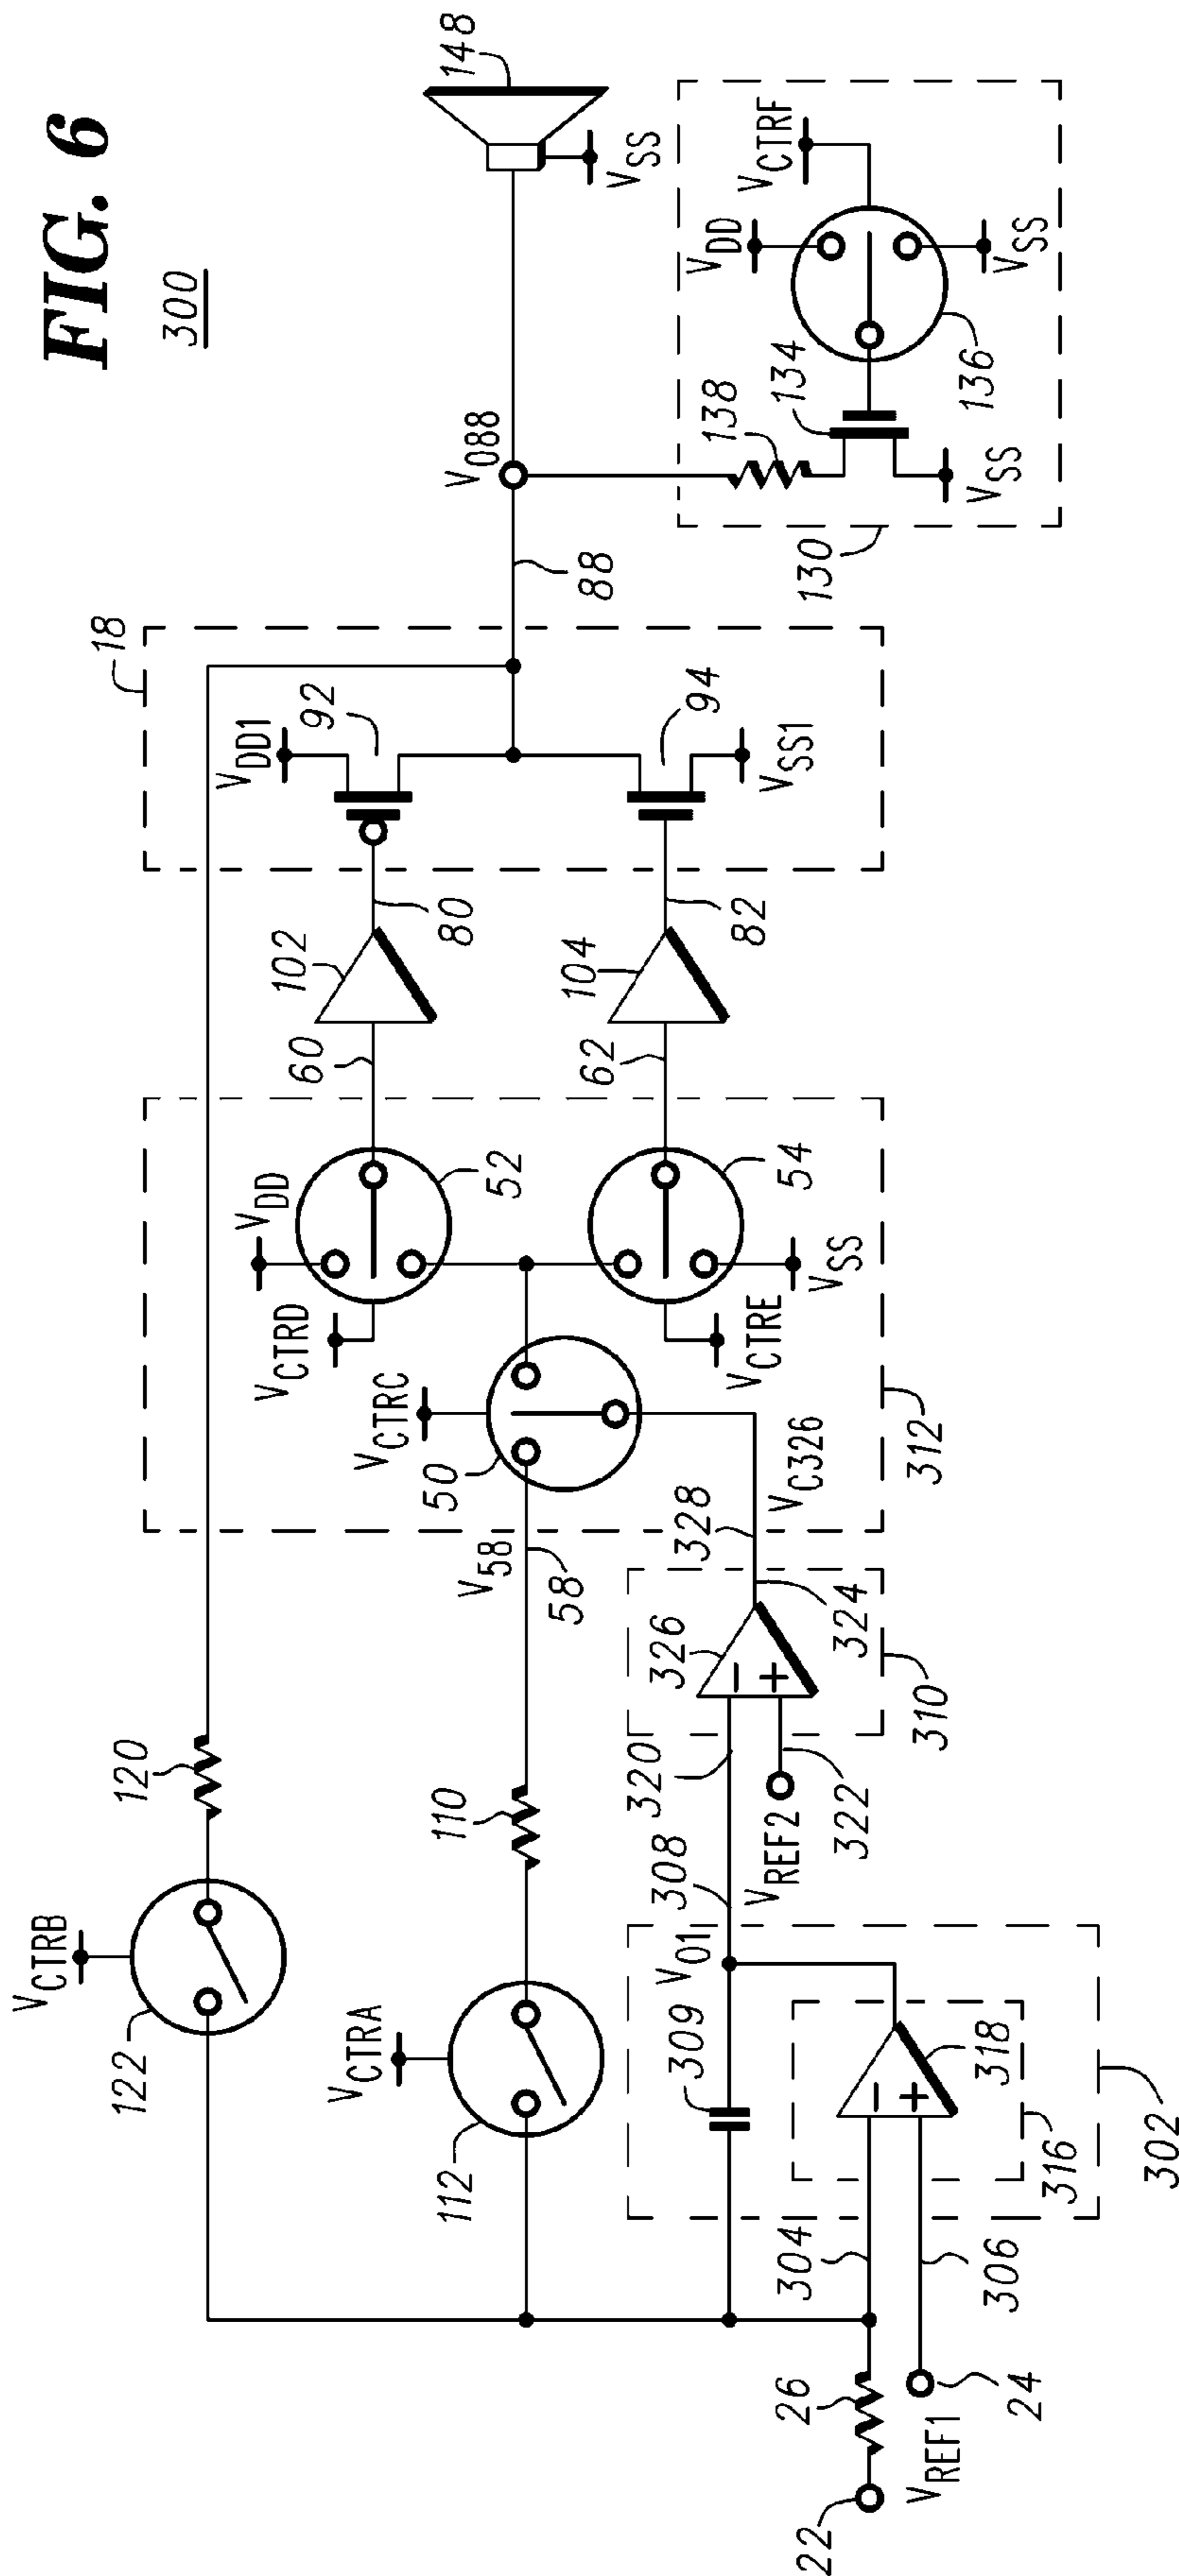 FIG. 6
300
148
VSS
VCTRF
VDD
VSS
136
134
138
VSS
130
VO88
88
18
VDD1
92
94
VSS1
80
82
102
104
60
62
VDD
52
54
VSS
VCTRD
VCTRE
VCTRC
50
312
VC326
V58
58
328
324
326
−
+
310
320
322
VREF2
308
120
110
VCTRB
122
VCTRA
112
VO1
309
318
−
+
316
302
304
306
26
24
22
VREF1